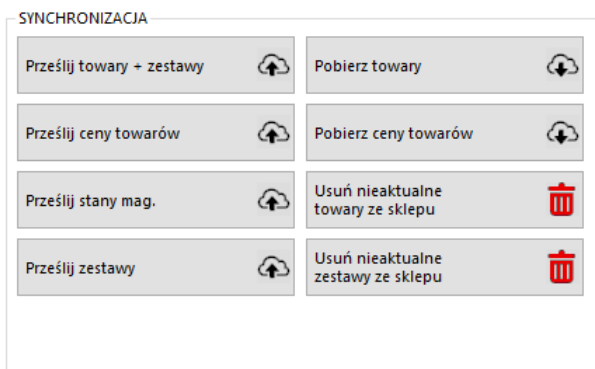 SYNCHRONIZACJA
Prześlij towary + zestawy
Pobierz towary
Prześlij ceny towarów
Pobierz ceny towarów
Prześlij stany mag.
Usuń nieaktualne
towary ze sklepu
Prześlij zestawy
Usuń nieaktualne
zestawy ze sklepu